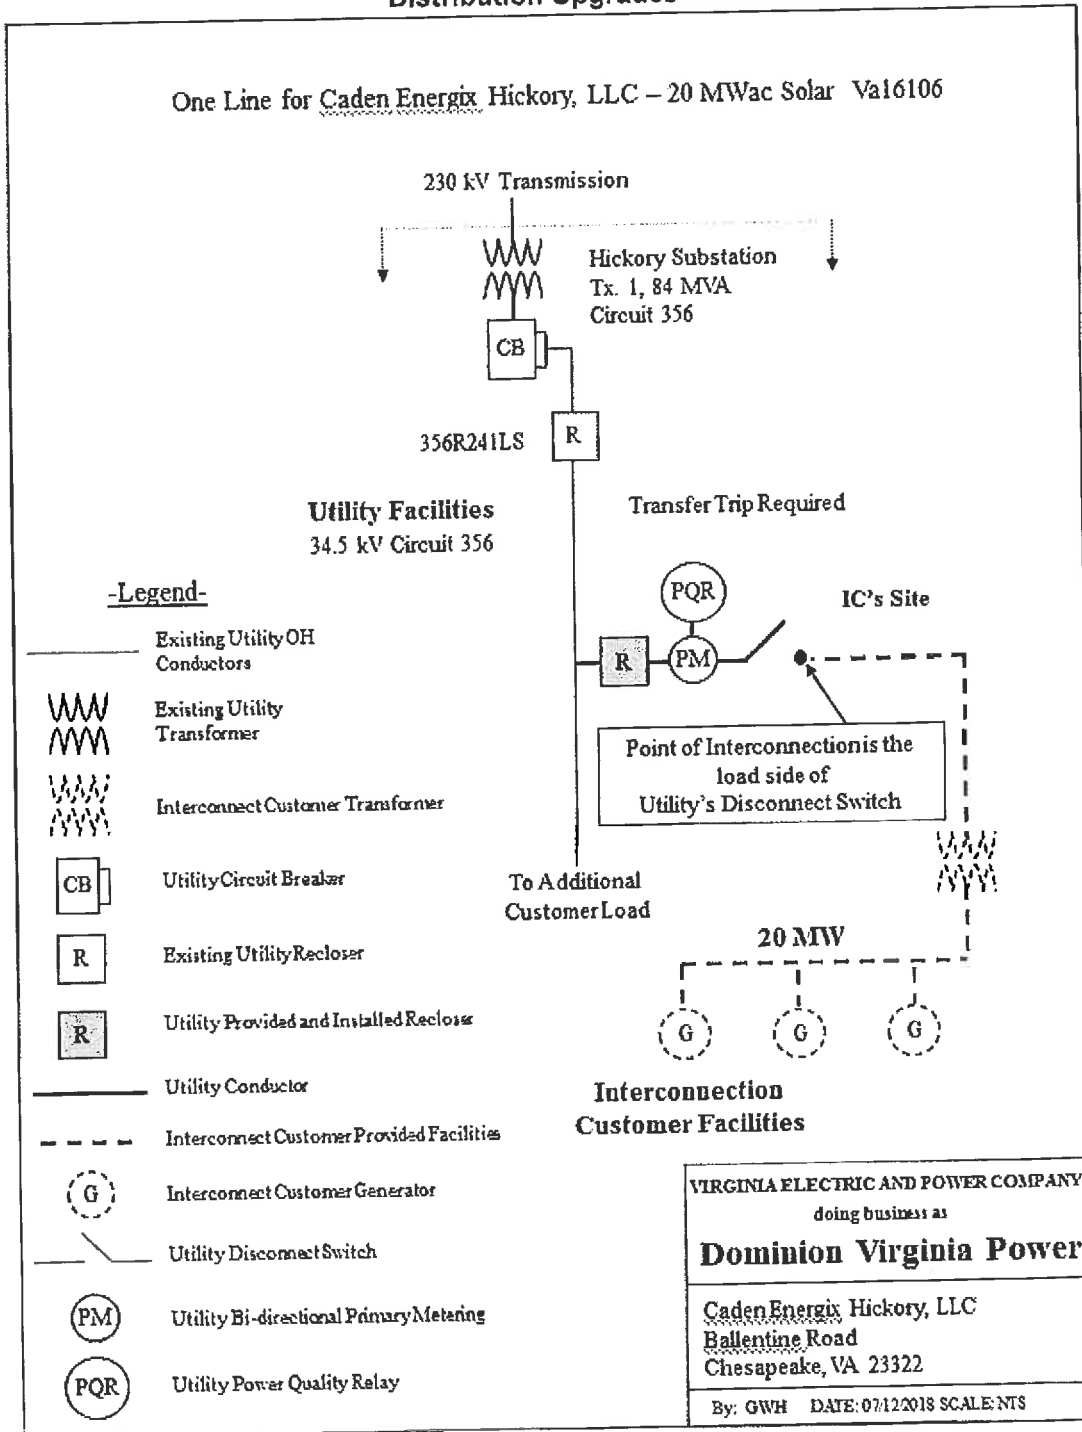 Distribution Upgrades
One Line for Caden Energix Hickory, LLC – 20 MWac Solar Va16106
230 kV Transmission
Hickory Substation
Tx. 1, 84 MVA
Circuit 356
CB
R
356R241LS
Utility Facilities
34.5 kV Circuit 356
Transfer Trip Required
PQR
IC's Site
R
PM
Point of Interconnection is the
load side of
Utility's Disconnect Switch
To Additional
Customer Load
20 MW
G
G
G
Interconnection
Customer Facilities
-Legend-
Existing Utility OH
Conductors
Existing Utility
Transformer
Interconnect Customer Transformer
CB
Utility Circuit Breaker
R
Existing Utility Recloser
R
Utility Provided and Installed Recloser
Utility Conductor
Interconnect Customer Provided Facilities
G
Interconnect Customer Generator
Utility Disconnect Switch
PM
Utility Bi-directional Primary Metering
PQR
Utility Power Quality Relay
VIRGINIA ELECTRIC AND POWER COMPANY
doing business as
Dominion Virginia Power
Caden Energix Hickory, LLC
Ballentine Road
Chesapeake, VA 23322
By: GWH DATE: 07/12/2018 SCALE: NTS